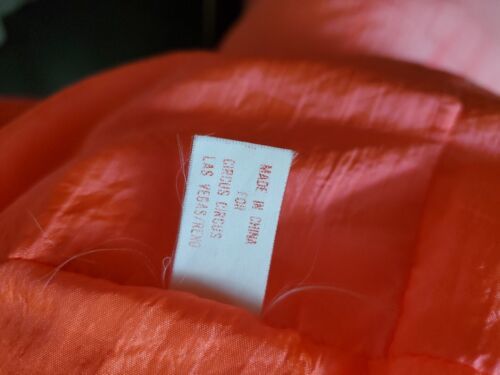 MADE IN CHINA
FOR
CIRCUS CIRCUS
LAS VEGAS/RENO